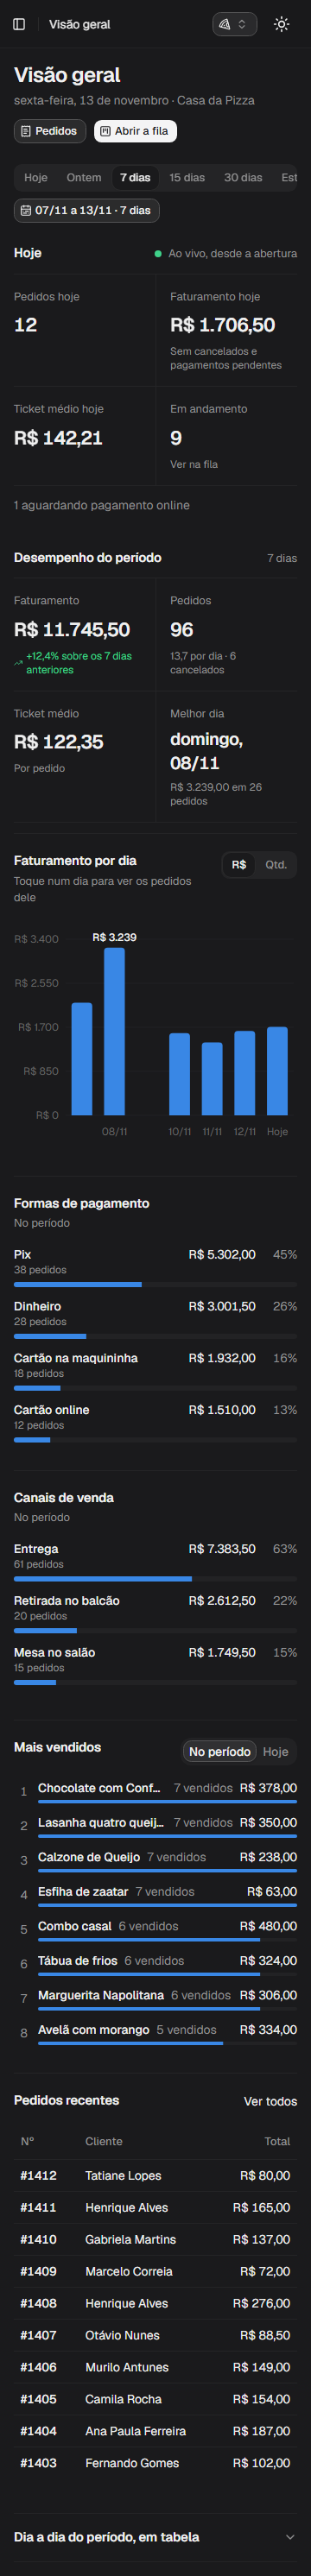 Visão geral
Visão geral
sexta-feira, 13 de novembro · Casa da Pizza
Pedidos
Abrir a fila
Hoje Ontem 7 dias 15 dias 30 dias Est
07/11 a 13/11 · 7 dias
Hoje
Ao vivo, desde a abertura
Pedidos hoje
12
Faturamento hoje
R$ 1.706,50
Sem cancelados e
pagamentos pendentes
Ticket médio hoje
R$ 142,21
Em andamento
9
Ver na fila
1 aguardando pagamento online
Desempenho do período
7 dias
Faturamento
R$ 11.745,50
+12,4% sobre os 7 dias
anteriores
Pedidos
96
13,7 por dia · 6
cancelados
Ticket médio
R$ 122,35
Por pedido
Melhor dia
domingo,
08/11
R$ 3.239,00 em 26
pedidos
Faturamento por dia
R$ Qtd.
Toque num dia para ver os pedidos
dele
R$ 3.400
R$ 3.239
R$ 2.550
R$ 1.700
R$ 850
R$ 0
08/11 10/11 11/11 12/11 Hoje
Formas de pagamento
No período
Pix R$ 5.302,00 45%
38 pedidos
Dinheiro R$ 3.001,50 26%
28 pedidos
Cartão na maquininha R$ 1.932,00 16%
18 pedidos
Cartão online R$ 1.510,00 13%
12 pedidos
Canais de venda
No período
Entrega R$ 7.383,50 63%
61 pedidos
Retirada no balcão R$ 2.612,50 22%
20 pedidos
Mesa no salão R$ 1.749,50 15%
15 pedidos
Mais vendidos
No período Hoje
1 Chocolate com Conf... 7 vendidos R$ 378,00
2 Lasanha quatro queij... 7 vendidos R$ 350,00
3 Calzone de Queijo 7 vendidos R$ 238,00
4 Esfiha de zaatar 7 vendidos R$ 63,00
5 Combo casal 6 vendidos R$ 480,00
6 Tábua de frios 6 vendidos R$ 324,00
7 Marguerita Napolitana 6 vendidos R$ 306,00
8 Avelã com morango 5 vendidos R$ 334,00
Pedidos recentes
Ver todos
Nº Cliente Total
#1412 Tatiane Lopes R$ 80,00
#1411 Henrique Alves R$ 165,00
#1410 Gabriela Martins R$ 137,00
#1409 Marcelo Correia R$ 72,00
#1408 Henrique Alves R$ 276,00
#1407 Otávio Nunes R$ 88,50
#1406 Murilo Antunes R$ 149,00
#1405 Camila Rocha R$ 154,00
#1404 Ana Paula Ferreira R$ 187,00
#1403 Fernando Gomes R$ 102,00
Dia a dia do período, em tabela